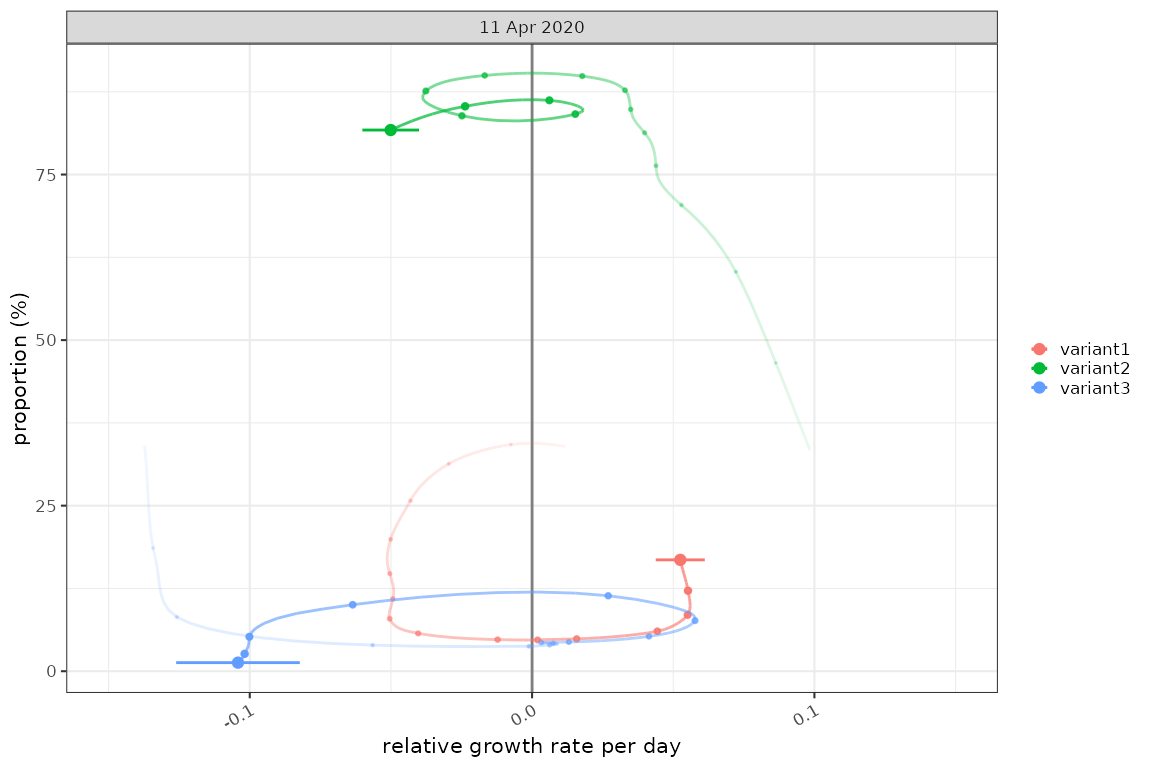 11 Apr 2020
proportion (%)
75
50
25
0
-0.1
0.0
0.1
relative growth rate per day
variant1
variant2
variant3